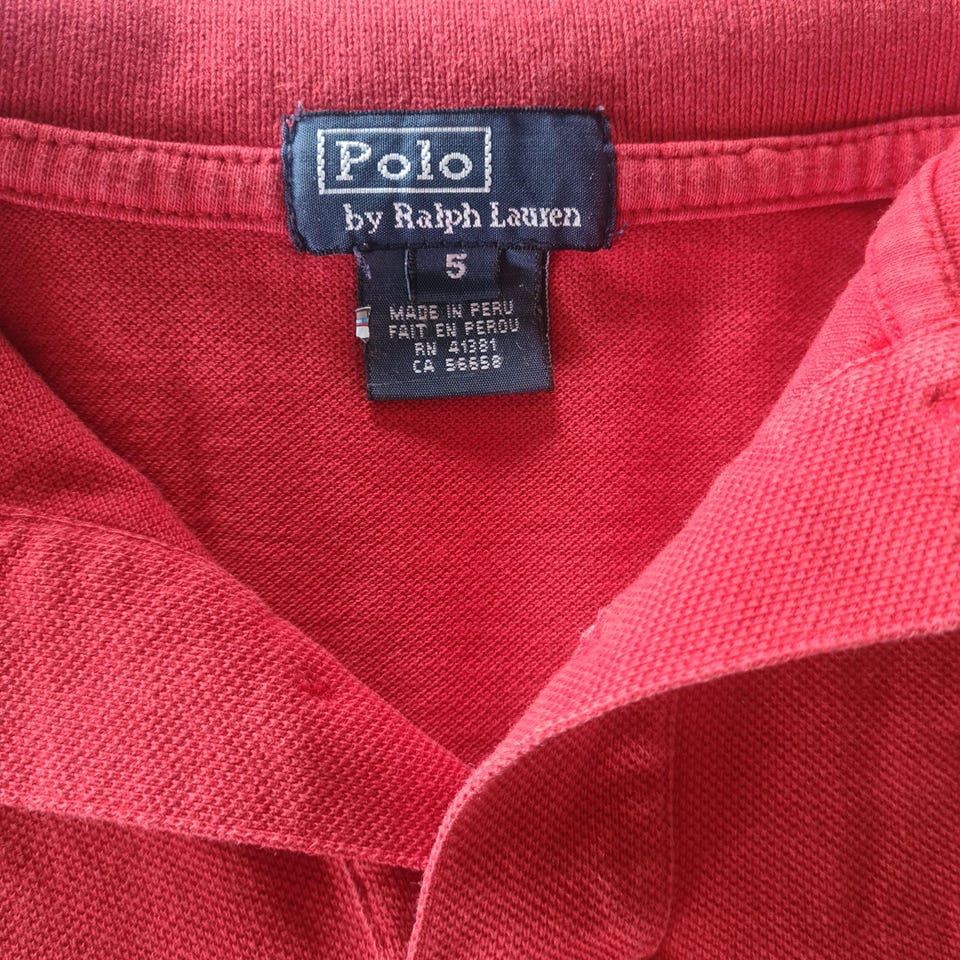 Polo
by Ralph Lauren
5
MADE IN PERU
FAIT EN PEROU
RN 41381
CA 56658